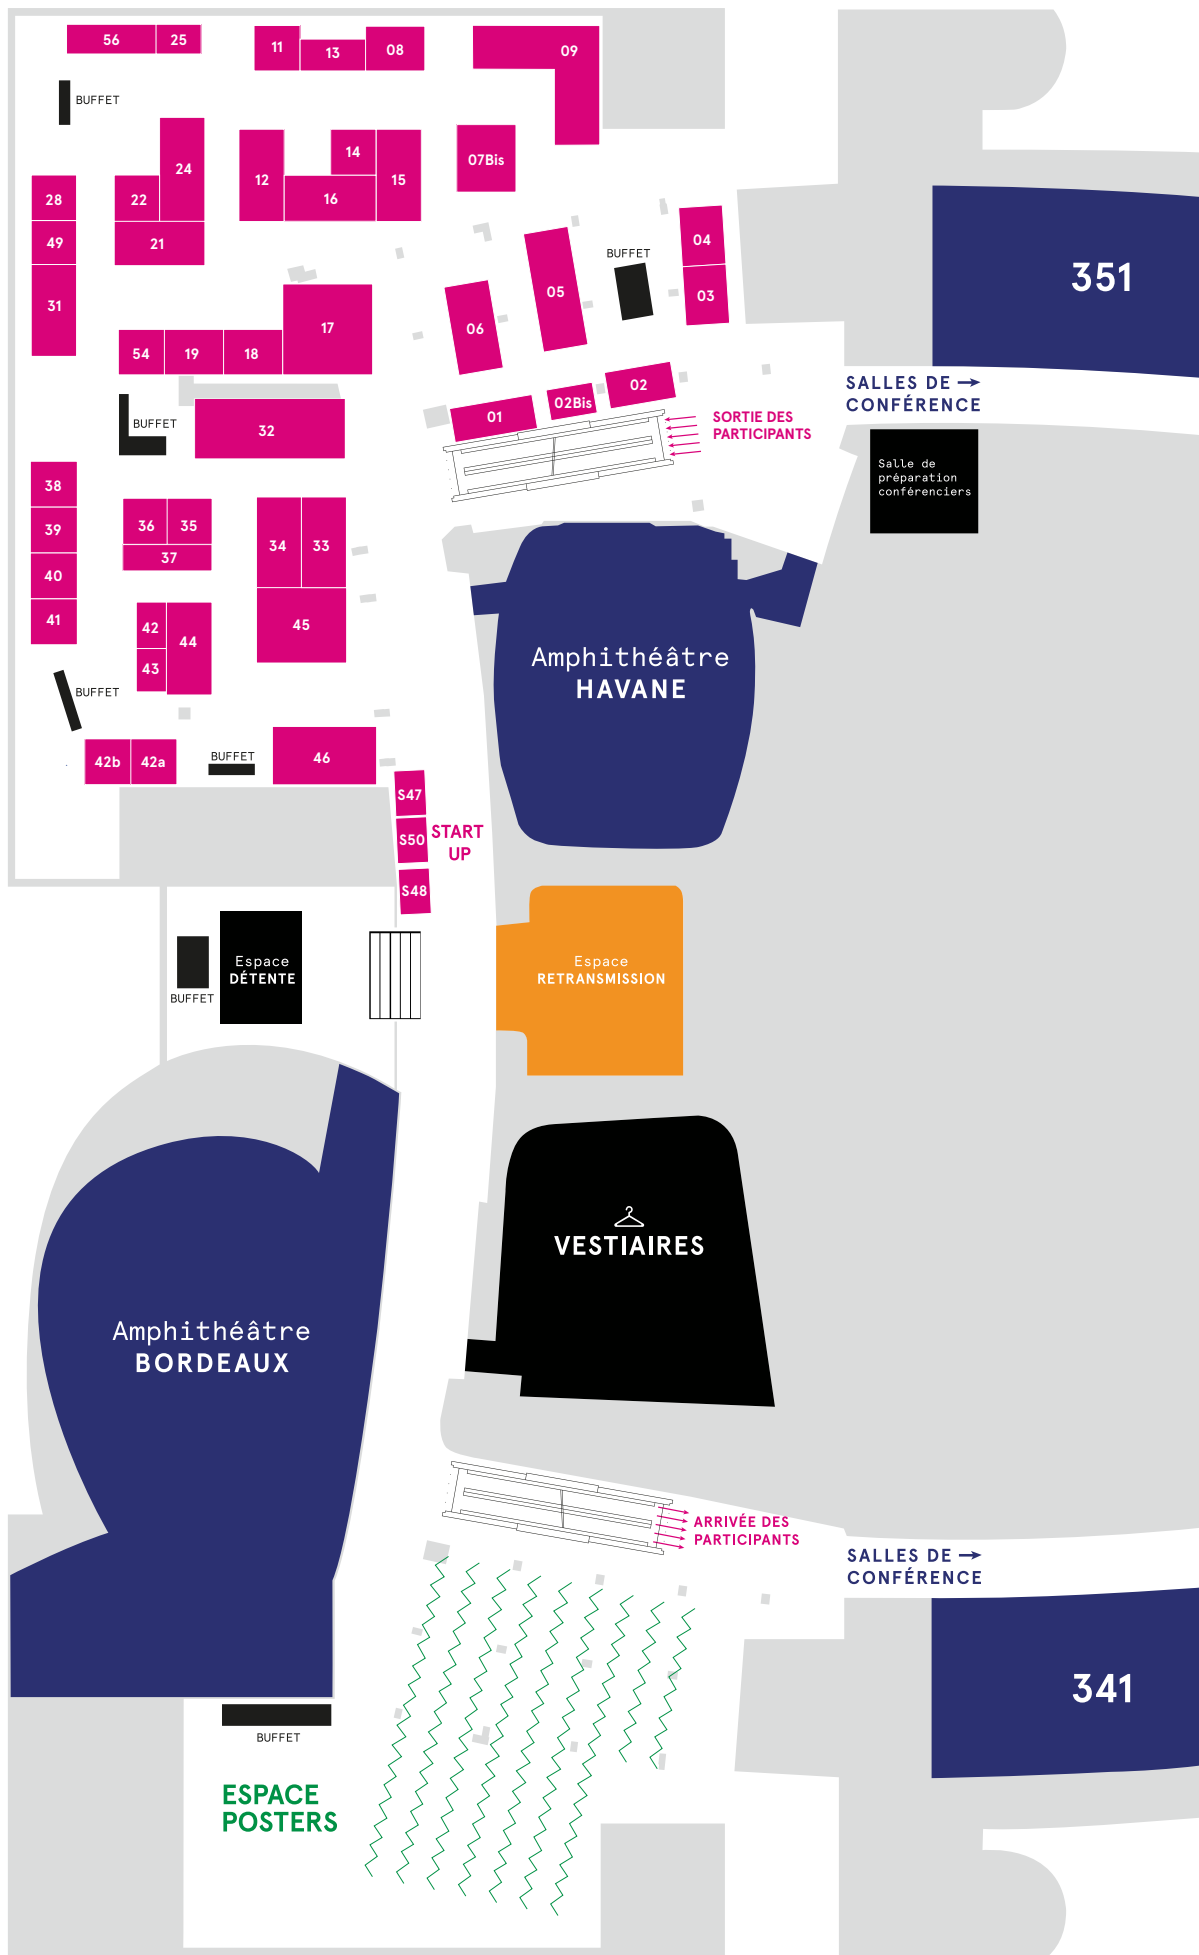 56
25
11
13
08
09
BUFFET
24
12
14
15
16
07Bis
28
22
49
21
31
04
BUFFET
03
351
05
06
17
54
19
18
SALLES DE
CONFÉRENCE
02
02Bis
01
SORTIE DES
PARTICIPANTS
BUFFET
32
Salle de
préparation
conférenciers
38
39
40
41
36
35
37
34
33
45
42
43
44
Amphithéâtre
HAVANE
BUFFET
42b
42a
BUFFET
46
S47
S50
S48
START
UP
Espace
DÉTENTE
BUFFET
Espace
RETRANSMISSION
VESTIAIRES
Amphithéâtre
BORDEAUX
ARRIVÉE DES
PARTICIPANTS
SALLES DE
CONFÉRENCE
341
BUFFET
ESPACE
POSTERS